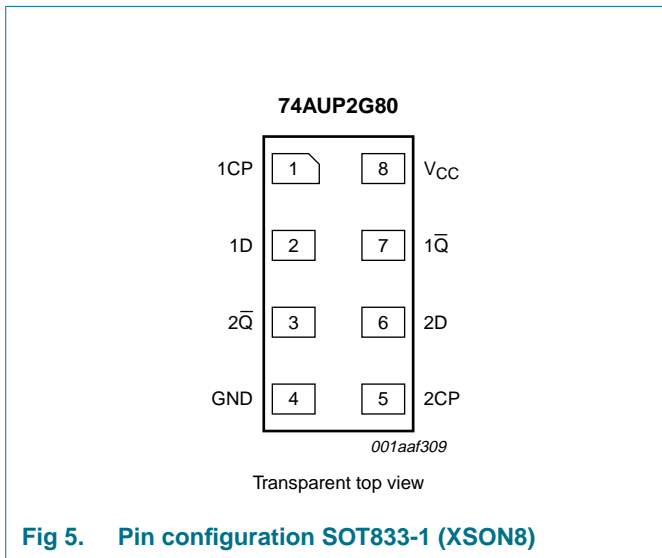 74AUP2G80
1CP 1 8 VCC
1D 2 7 1Q̅
2Q̅ 3 6 2D
GND 4 5 2CP
001aaf309
Transparent top view
Fig 5. Pin configuration SOT833-1 (XSON8)